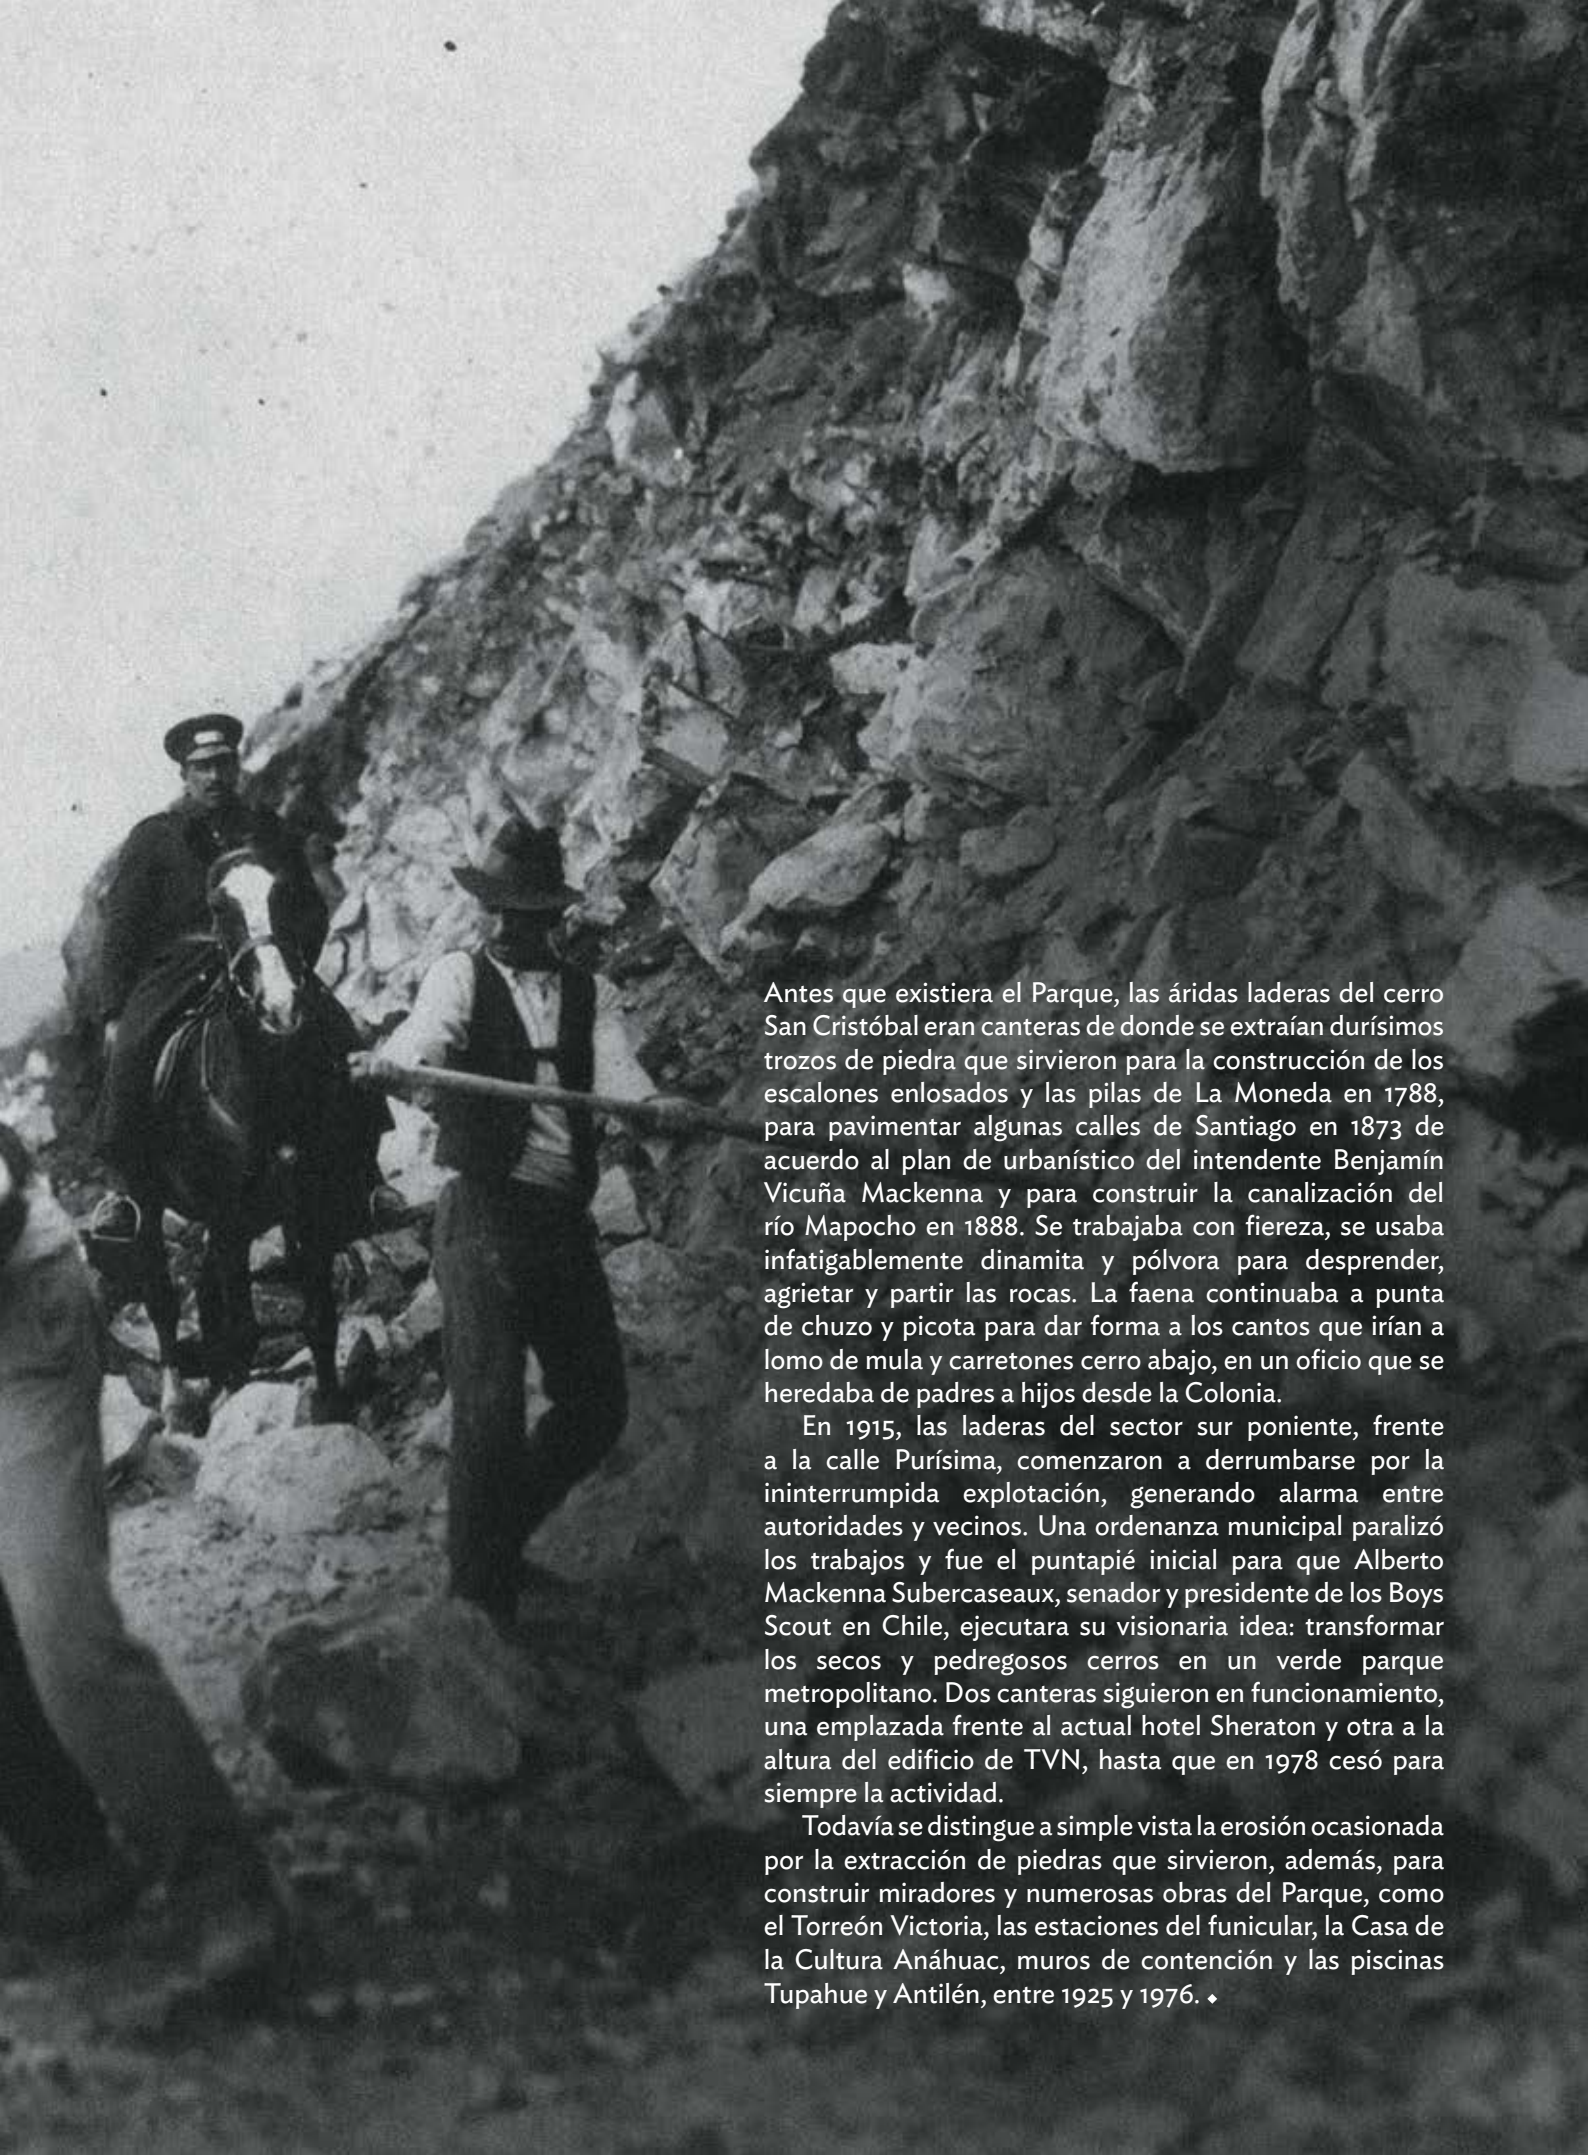 Antes que existiera el Parque, las áridas laderas del cerro
San Cristóbal eran canteras de donde se extraían durísimos
trozos de piedra que sirvieron para la construcción de los
escalones enlosados y las pilas de La Moneda en 1788,
para pavimentar algunas calles de Santiago en 1873 de
acuerdo al plan de urbanístico del intendente Benjamín
Vicuña Mackenna y para construir la canalización del
río Mapocho en 1888. Se trabajaba con fiereza, se usaba
infatigablemente dinamita y pólvora para desprender,
agrietar y partir las rocas. La faena continuaba a punta
de chuzo y picota para dar forma a los cantos que irían a
lomo de mula y carretones cerro abajo, en un oficio que se
heredaba de padres a hijos desde la Colonia.
En 1915, las laderas del sector sur poniente, frente
a la calle Purísima, comenzaron a derrumbarse por la
ininterrumpida explotación, generando alarma entre
autoridades y vecinos. Una ordenanza municipal paralizó
los trabajos y fue el puntapié inicial para que Alberto
Mackenna Subercaseaux, senador y presidente de los Boys
Scout en Chile, ejecutara su visionaria idea: transformar
los secos y pedregosos cerros en un verde parque
metropolitano. Dos canteras siguieron en funcionamiento,
una emplazada frente al actual hotel Sheraton y otra a la
altura del edificio de TVN, hasta que en 1978 cesó para
siempre la actividad.
Todavía se distingue a simple vista la erosión ocasionada
por la extracción de piedras que sirvieron, además, para
construir miradores y numerosas obras del Parque, como
el Torreón Victoria, las estaciones del funicular, la Casa de
la Cultura Anáhuac, muros de contención y las piscinas
Tupahue y Antilén, entre 1925 y 1976. ◆